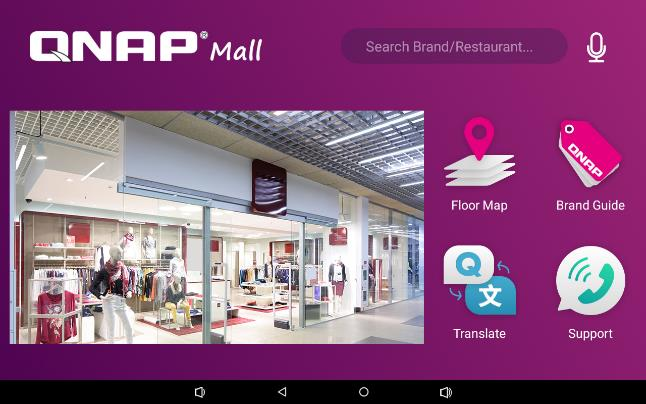 QNAP® Mall
Search Brand/Restaurant...
QNAP
Floor Map
Brand Guide
Q
文
Translate
Support